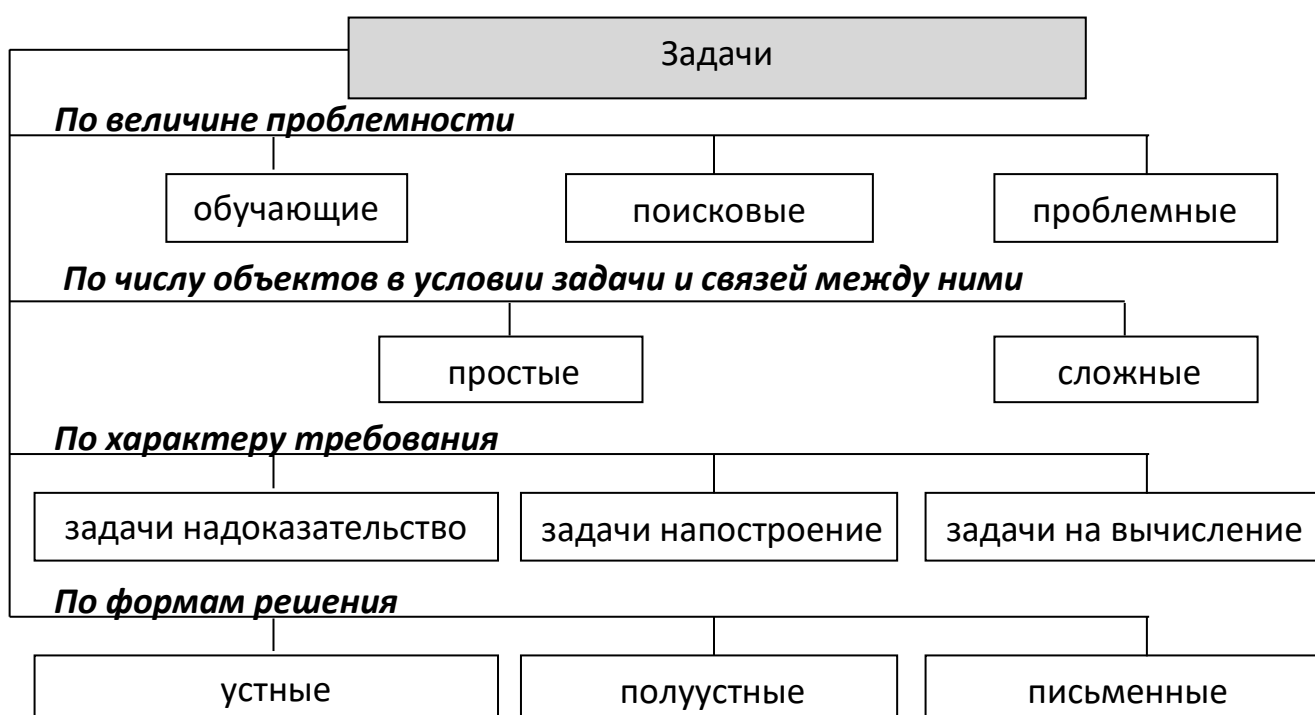 Задачи
По величине проблемности
обучающие поисковые проблемные
По числу объектов в условии задачи и связей между ними
простые сложные
По характеру требования
задачи надоказательство задачи напостроение задачи на вычисление
По формам решения
устные полуустные письменные